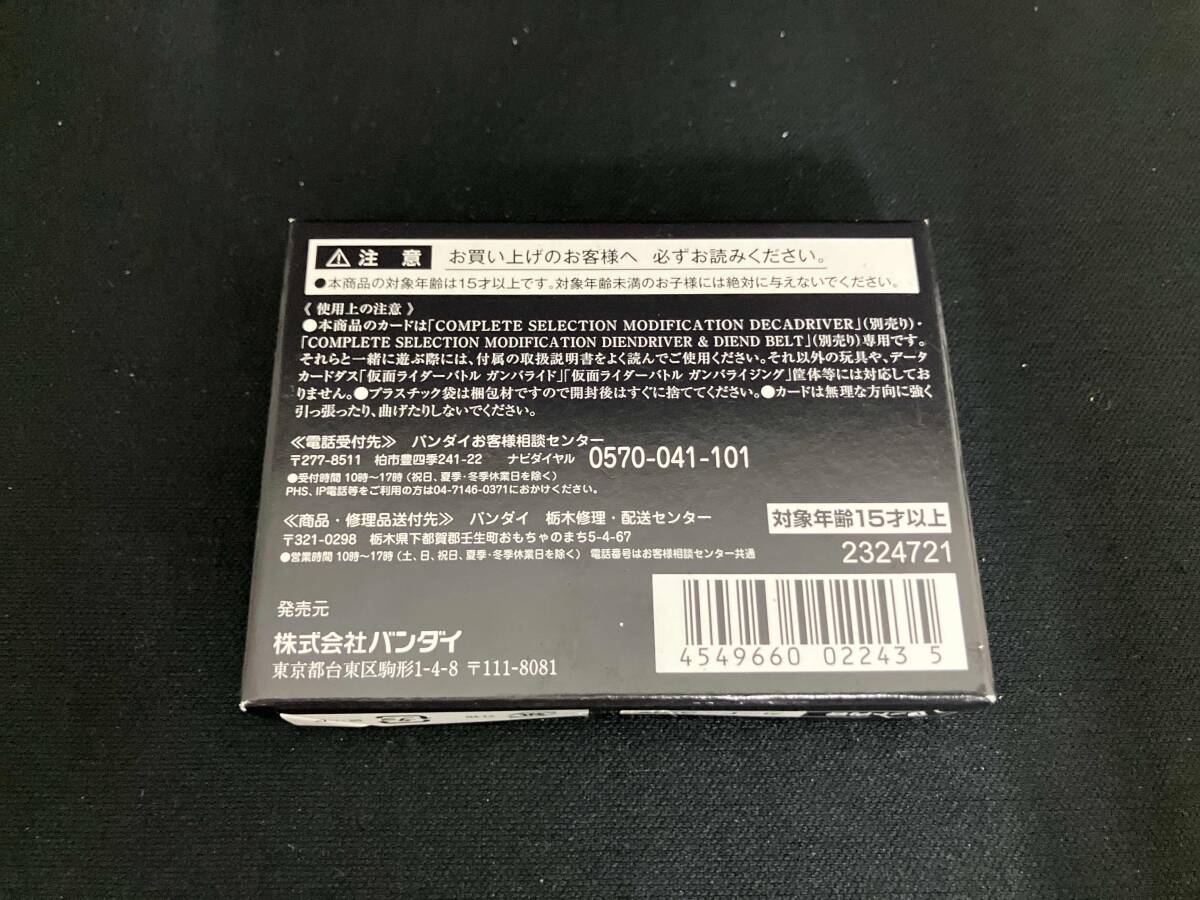 ⚠注 意 お買い上げのお客様へ 必ずお読みください。
●本商品の対象年齢は15才以上です。対象年齢未満のお子様には絶対に与えないでください。
《 使用上の注意 》
●本商品のカードは「COMPLETE SELECTION MODIFICATION DECADRIVER」(別売り)・
「COMPLETE SELECTION MODIFICATION DIENDRIVER & DIEND BELT」(別売り)専用です。
それらと一緒に遊ぶ際には、付属の取扱説明書をよく読んでご使用ください。それ以外の玩具や、データ
カードダス「仮面ライダーバトル ガンバライド」「仮面ライダーバトル ガンバライジング」筐体等には対応してお
りません。●プラスチック袋は梱包材ですので開封後はすぐに捨ててください。●カードは無理な方向に強く
引っ張ったり、曲げたりしないでください。
≪電話受付先≫ バンダイお客様相談センター
〒277-8511 柏市豊四季241-22 ナビダイヤル 0570-041-101
●受付時間 10時〜17時(祝日、夏季・冬季休業日を除く)
PHS、IP電話等をご利用の方は04-7146-0371におかけください。
≪商品・修理品送付先≫ バンダイ 栃木修理・配送センター
〒321-0298 栃木県下都賀郡壬生町おもちゃのまち5-4-67
●営業時間 10時〜17時(土、日、祝日、夏季・冬季休業日を除く) 電話番号はお客様相談センター共通
対象年齢15才以上
2324721
発売元
株式会社バンダイ
東京都台東区駒形1-4-8 〒111-8081
4549660 02243 5